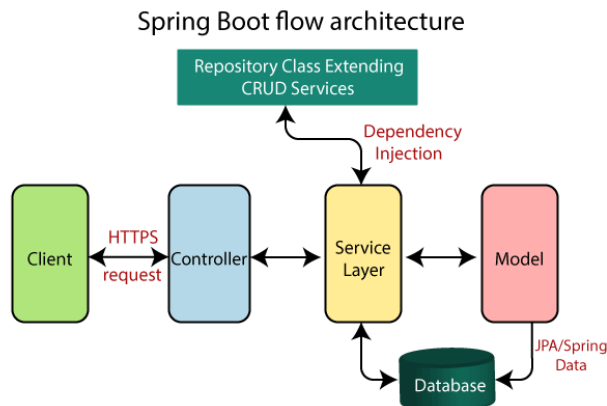 Spring Boot flow architecture
Repository Class Extending
CRUD Services
Dependency
Injection
Client
HTTPS
request
Controller
Service
Layer
Model
JPA/Spring
Data
Database